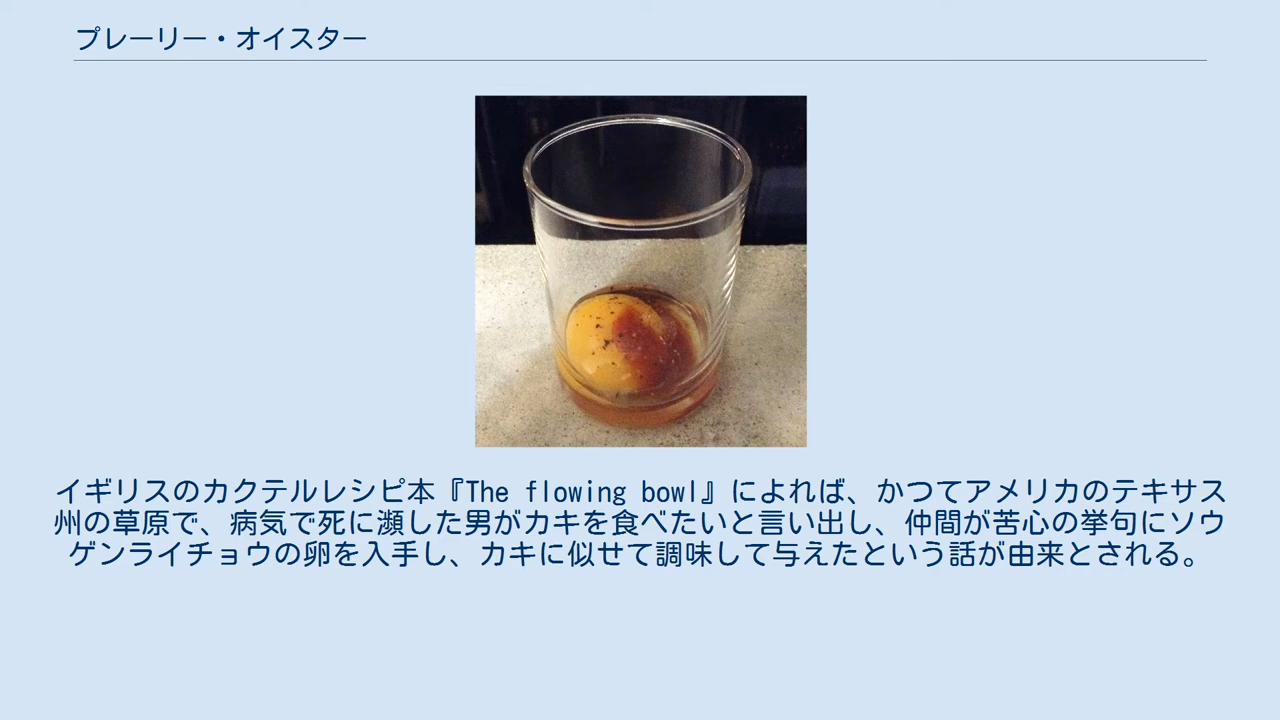 プレーリー・オイスター
イギリスのカクテルレシピ本『The flowing bowl』によれば、かつてアメリカのテキサス
州の草原で、病気で死に瀕した男がカキを食べたいと言い出し、仲間が苦心の挙句にソウ
ゲンライチョウの卵を入手し、カキに似せて調味して与えたという話が由来とされる。